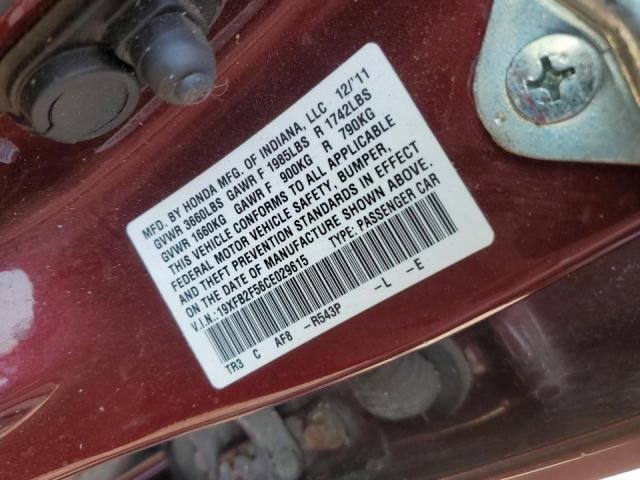 MFD. BY HONDA MFG. OF INDIANA, LLC 12/'11
GVWR 3660LBS GAWR F 1985LBS R 1742LBS
GVWR 1660KG GAWR F 900KG R 790KG
THIS VEHICLE CONFORMS TO ALL APPLICABLE
FEDERAL MOTOR VEHICLE SAFETY, BUMPER,
AND THEFT PREVENTION STANDARDS IN EFFECT
ON THE DATE OF MANUFACTURE SHOWN ABOVE.
V.I.N.:19XFB2F56CE029615 TYPE: PASSENGER CAR
TR3 C AF8 -R543P -L -E